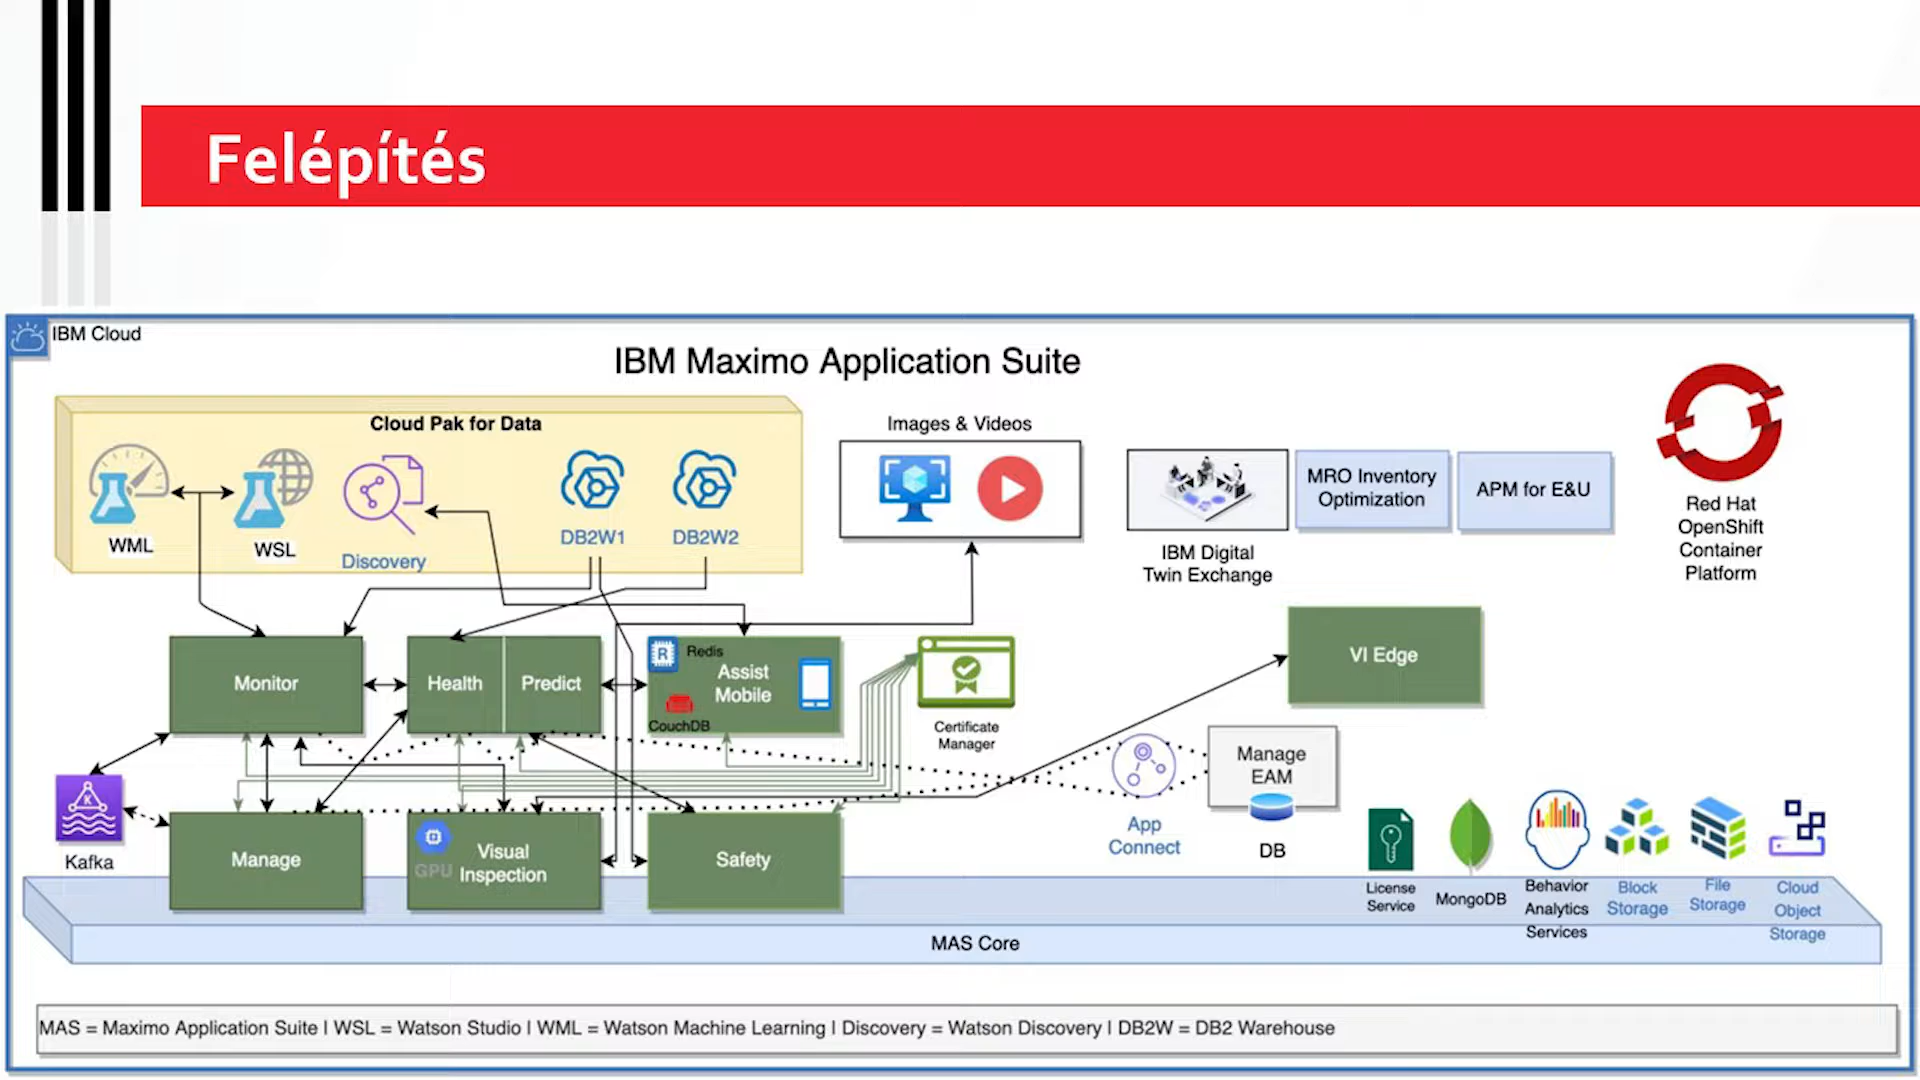 Felépítés
IBM Cloud
IBM Maximo Application Suite
Cloud Pak for Data
WML
WSL
Discovery
DB2W1
DB2W2
Images & Videos
IBM Digital
Twin Exchange
MRO Inventory
Optimization
APM for E&U
Red Hat
OpenShift
Container
Platform
Monitor
Health
Predict
R
Redis
Assist
Mobile
CouchDB
Certificate
Manager
VI Edge
K
Kafka
Manage
GPU
Visual
Inspection
Safety
App
Connect
Manage
EAM
DB
License
Service
MongoDB
Behavior
Analytics
Services
Block
Storage
File
Storage
Cloud
Object
Storage
MAS Core
MAS = Maximo Application Suite | WSL = Watson Studio | WML = Watson Machine Learning | Discovery = Watson Discovery | DB2W = DB2 Warehouse